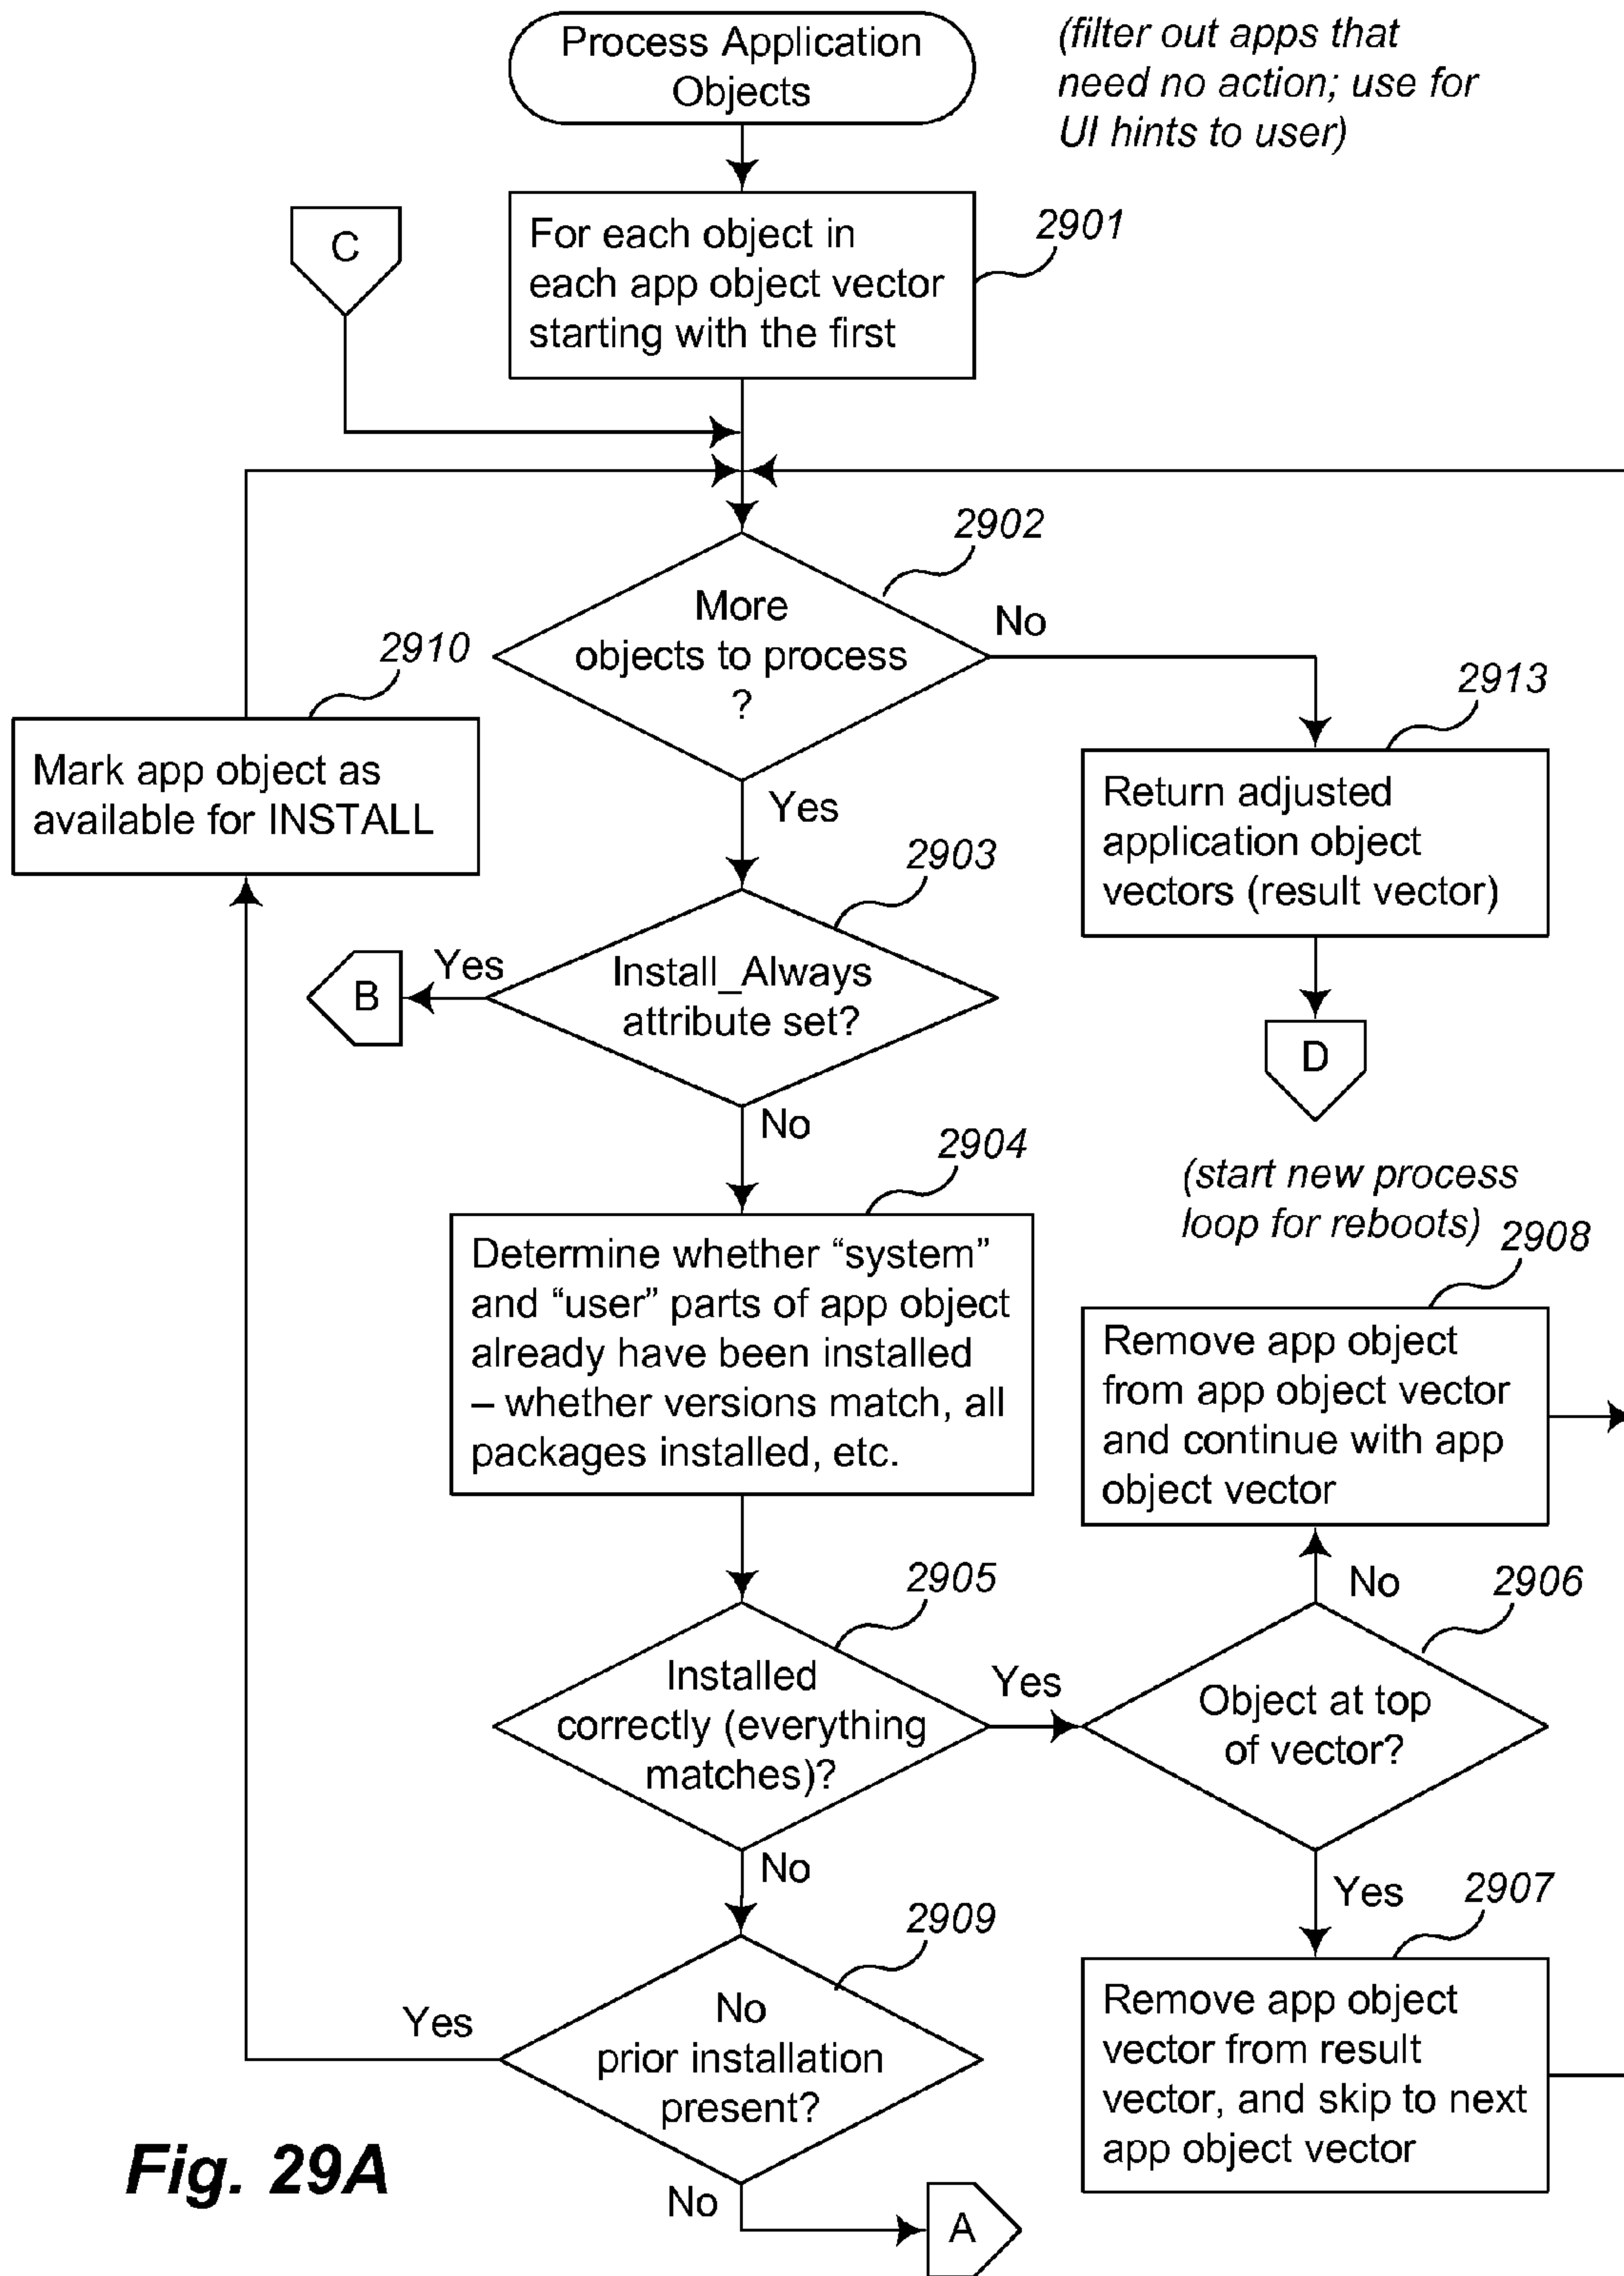 Process Application
Objects
(filter out apps that
need no action; use for
UI hints to user)
C
For each object in
each app object vector
starting with the first
2901
2902
More
objects to process
?
No
Yes
2910
Mark app object as
available for INSTALL
2913
Return adjusted
application object
vectors (result vector)
D
(start new process
loop for reboots)
2903
Install_Always
attribute set?
Yes
B
No
2904
Determine whether “system”
and “user” parts of app object
already have been installed
– whether versions match, all
packages installed, etc.
2908
Remove app object
from app object vector
and continue with app
object vector
2905
Installed
correctly (everything
matches)?
Yes
No
2906
Object at top
of vector?
No
Yes
2907
Remove app object
vector from result
vector, and skip to next
app object vector
2909
No
prior installation
present?
Yes
No
A
Fig. 29A